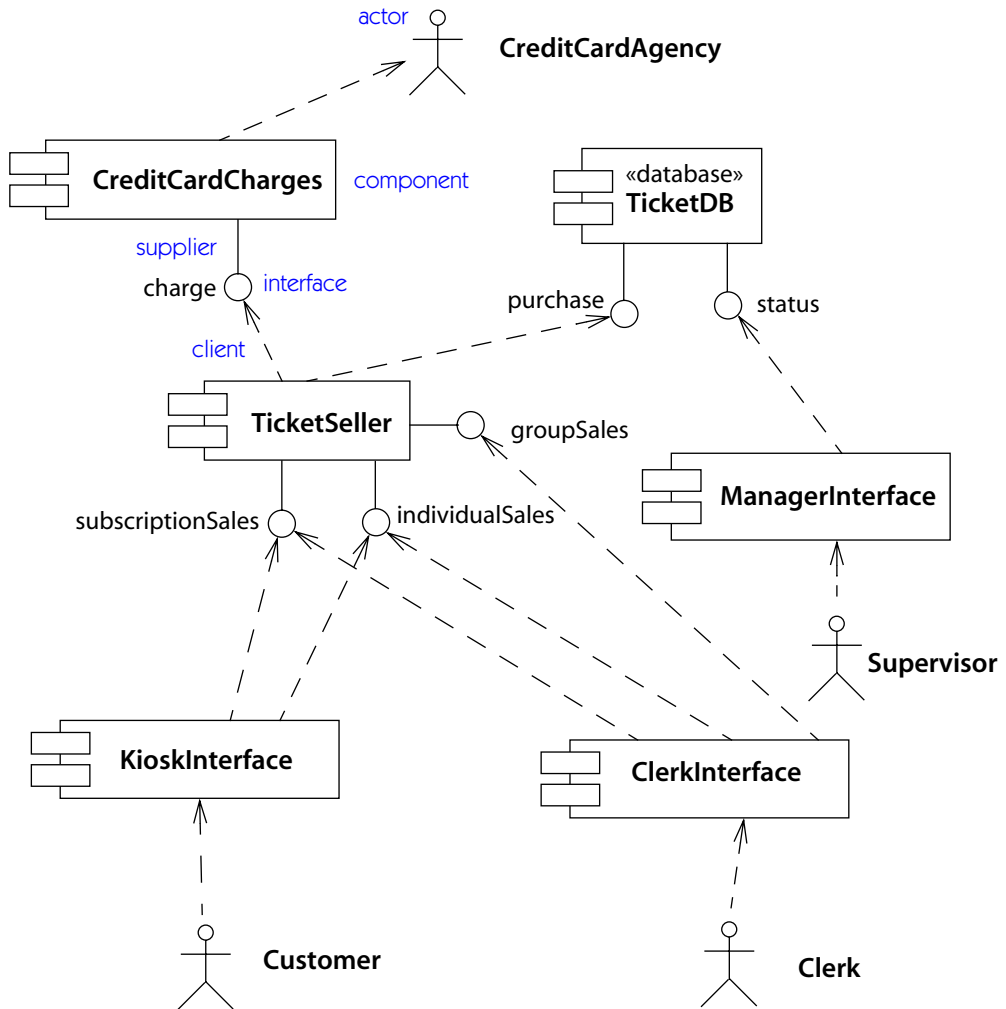 actor
CreditCardAgency
CreditCardCharges
component
«database»
TicketDB
supplier
charge
interface
purchase
status
client
TicketSeller
groupSales
ManagerInterface
subscriptionSales
individualSales
Supervisor
KioskInterface
ClerkInterface
Customer
Clerk